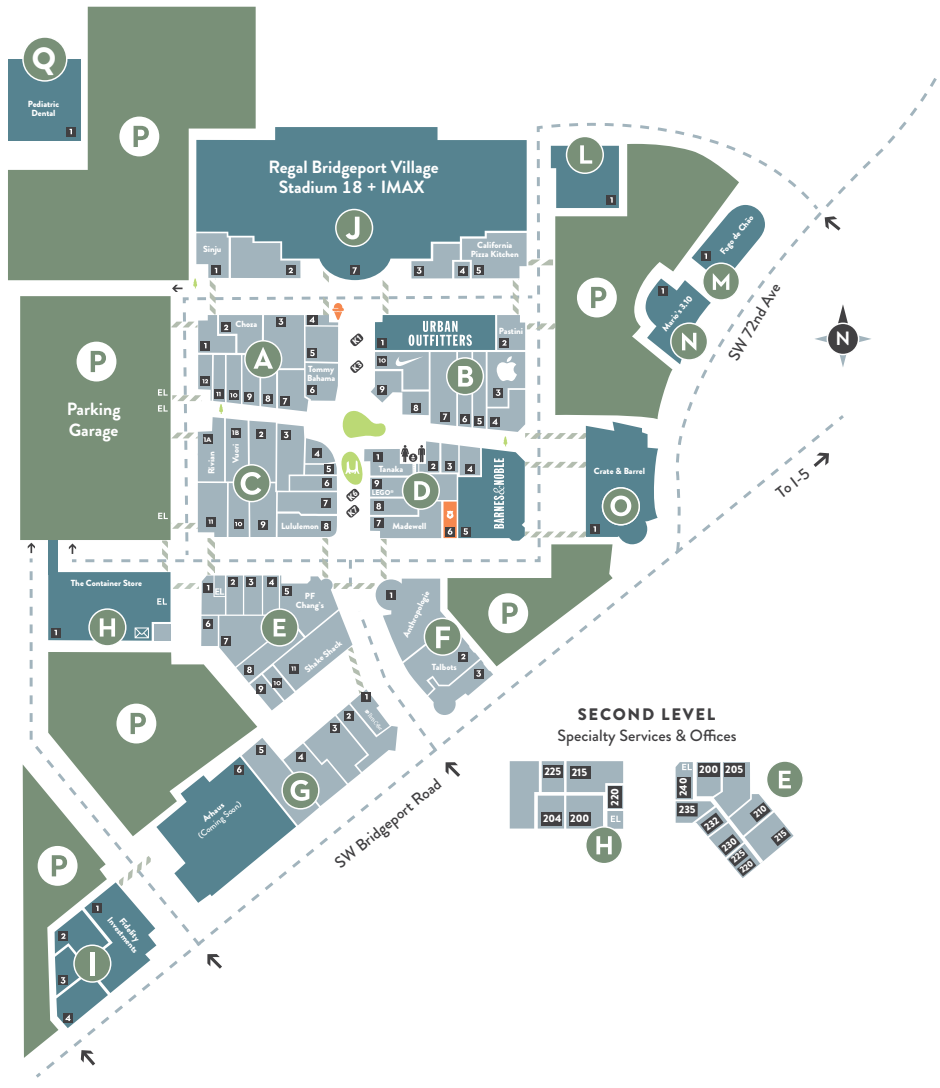 Q
Pediatric
Dental
1
P
Regal Bridgeport Village
Stadium 18 + IMAX
J
Sinju
1
2
7
3
California
Pizza Kitchen
4
5
L
1
P
Fogo de Chão
1
M
1
Mario's 3.10
N
SW 72nd Ave
N
P
Parking
Garage
EL
EL
EL
2
Choza
3
4
1
A
5
Tommy
Bahama
6
12
11
10
9
8
7
K1
K3
URBAN
OUTFITTERS
1
Pastini
2
10
B
9
3
8
7
6
5
4
1A
1B
2
3
Rivian
Vuori
4
5
C
6
7
11
10
9
Lululemon
8
K6
K7
1
Tanaka
2
3
4
9
LEGO®
D
8
7
Madewell
6
5
BARNES&NOBLE
Crate & Barrel
O
1
To I-5
The Container Store
EL
1
H
1
EL
2
3
4
5
PF
Chang's
6
7
E
8
9
10
11
Shake Shack
1
Anthropologie
F
2
Talbots
3
P
P
1
2
3
4
5
G
6
Arhaus
(Coming Soon)
SW Bridgeport Road
P
1
Fidelity
Investments
2
I
3
4
SECOND LEVEL
Specialty Services & Offices
225
215
220
204
200
EL
H
EL
200
205
E
240
235
232
210
230
215
225
220